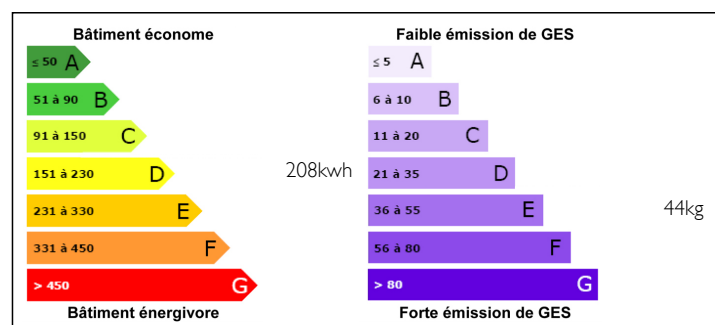 Bâtiment économe
≤ 50 A
51 à 90 B
91 à 150 C
151 à 230 D
208kwh
231 à 330 E
331 à 450 F
> 450 G
Bâtiment énergivore
Faible émission de GES
≤ 5 A
6 à 10 B
11 à 20 C
21 à 35 D
36 à 55 E
44kg
56 à 80 F
> 80 G
Forte émission de GES